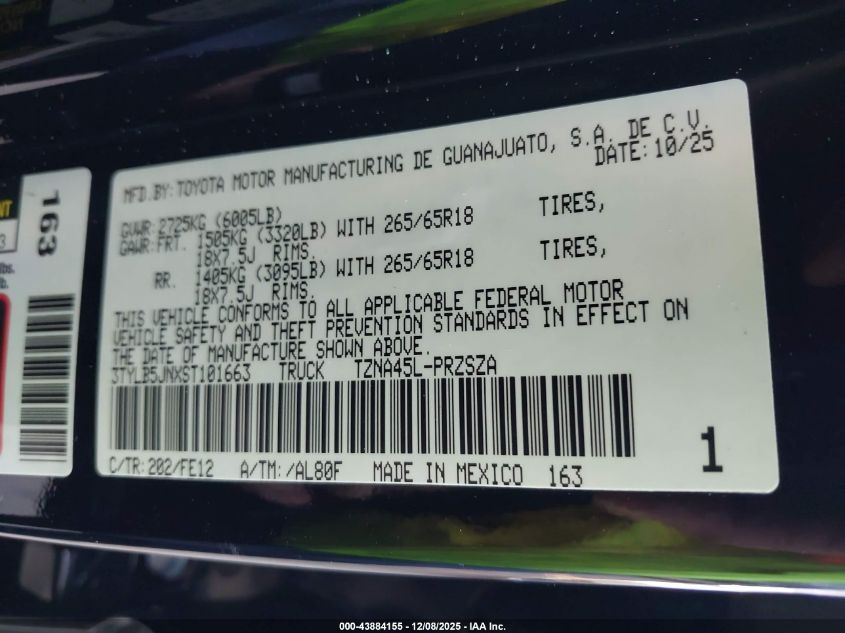 MFD.BY:TOYOTA MOTOR MANUFACTURING DE GUANAJUATO, S.A. DE C.V.
DATE:10/25
GVWR:2725KG (6005LB)
GAWR:FRT. 1505KG (3320LB) WITH 265/65R18 TIRES,
18X7.5J RIMS.
RR. 1405KG (3095LB) WITH 265/65R18 TIRES,
18X7.5J RIMS.
THIS VEHICLE CONFORMS TO ALL APPLICABLE FEDERAL MOTOR
VEHICLE SAFETY AND THEFT PREVENTION STANDARDS IN EFFECT ON
THE DATE OF MANUFACTURE SHOWN ABOVE.
3TYLB5JNXST101663 TRUCK TZNA45L-PRZSZA
C/TR:202/FE12 A/TM:/AL80F MADE IN MEXICO 163
1
163
NT
3
lbs.
lb.
000-43884155 - 12/08/2025 - IAA Inc.